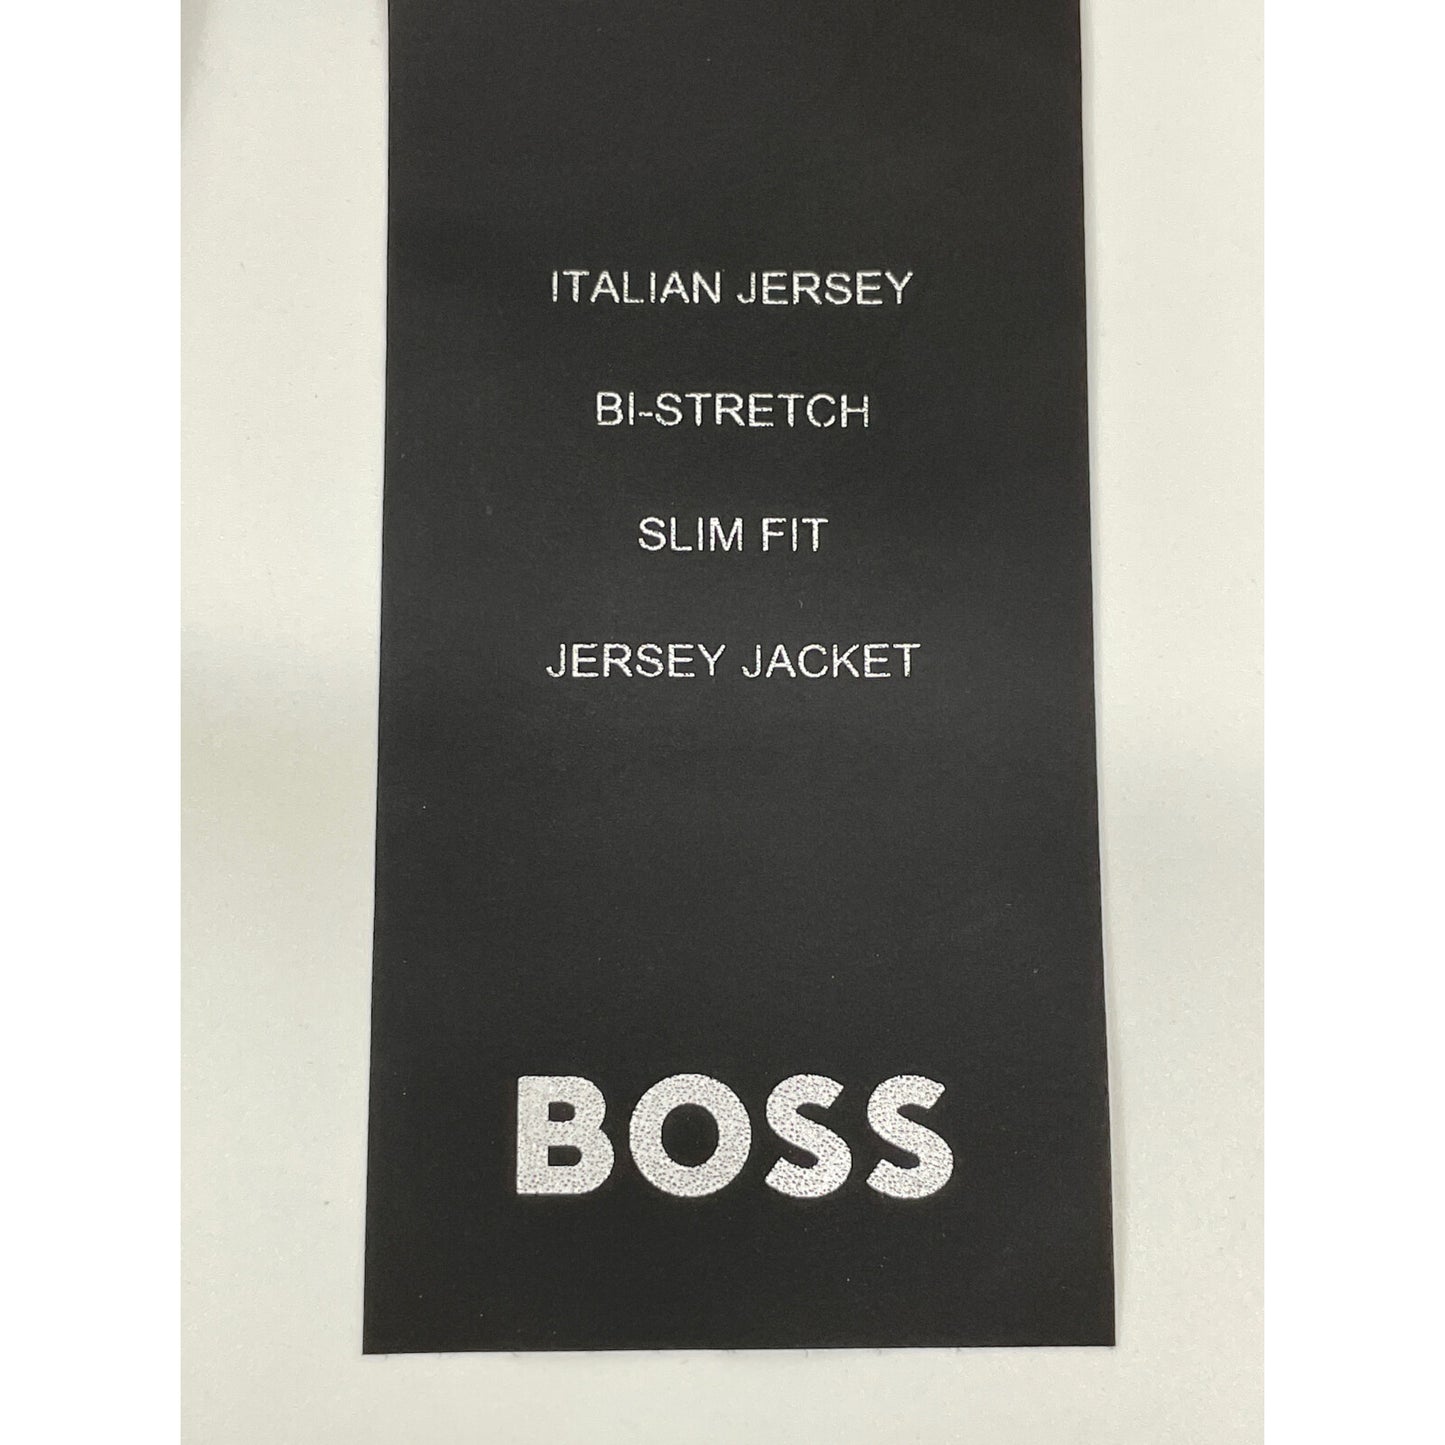 ITALIAN JERSEY
BI-STRETCH
SLIM FIT
JERSEY JACKET
BOSS